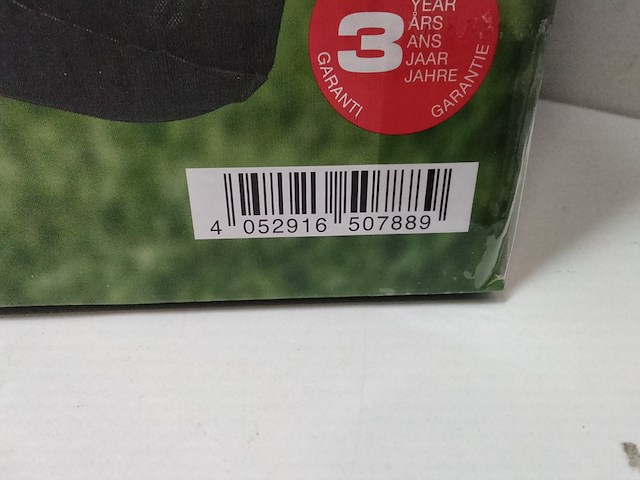 3
YEAR
ÅRS
ANS
JAAR
JAHRE
GARANTI
GARANTIE
4 052916 507889